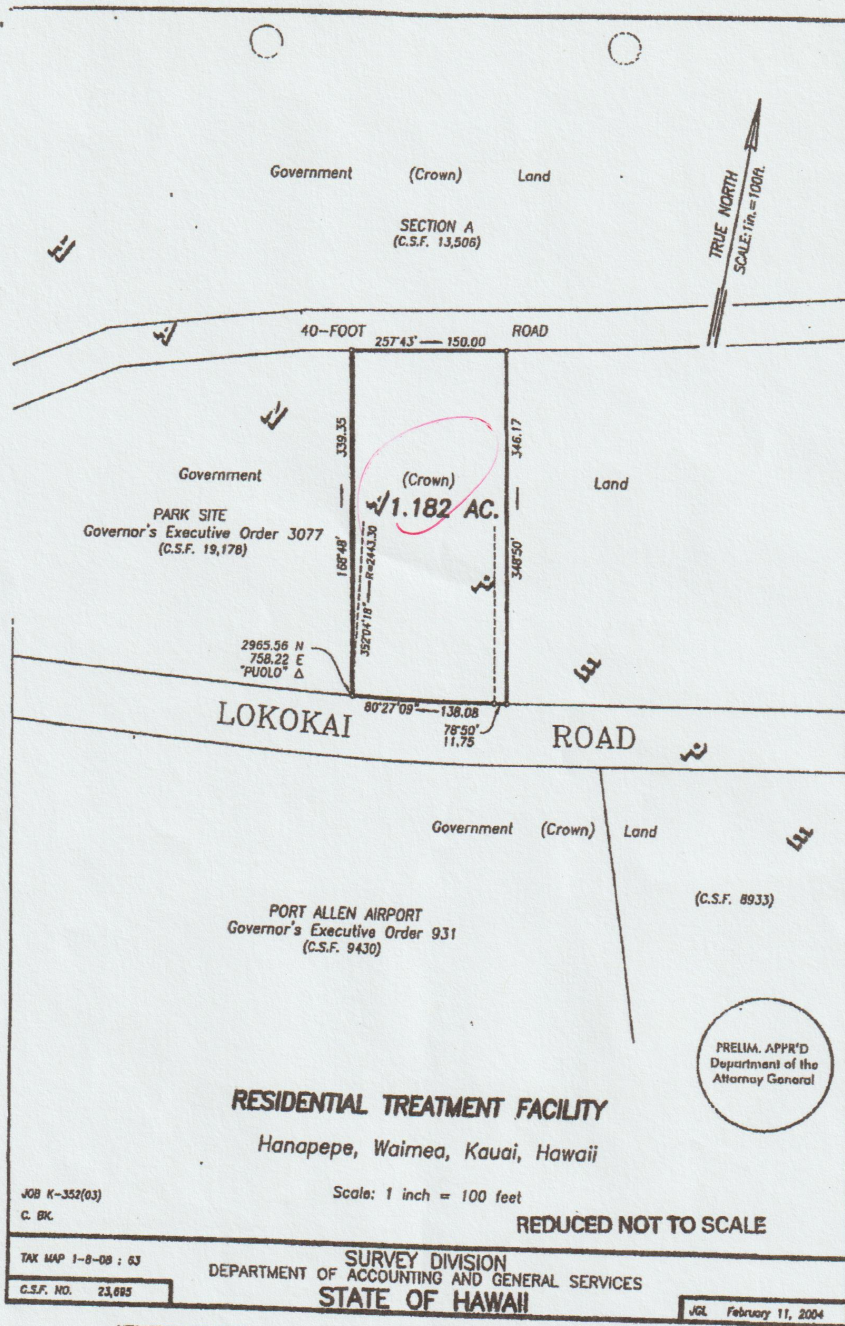 Government (Crown) Land
SECTION A
(C.S.F. 13,506)
TRUE NORTH
SCALE: 1in.=100ft.
40-FOOT ROAD
257°43' 150.00
339.35
168°48'
346.17
348°50'
Government (Crown) Land
1.182 AC.
PARK SITE
Governor's Executive Order 3077
(C.S.F. 19,178)
352°04'18" R=2443.30
2965.56 N
758.22 E
"PUOLO" Δ
80°27'09" 138.08
78°50'
11.75
LOKOKAI ROAD
Government (Crown) Land
(C.S.F. 8933)
PORT ALLEN AIRPORT
Governor's Executive Order 931
(C.S.F. 9430)
PRELIM. APPR'D
Department of the
Attorney General
RESIDENTIAL TREATMENT FACILITY
Hanapepe, Waimea, Kauai, Hawaii
JOB K-352(03)
C. BK.
Scale: 1 inch = 100 feet
REDUCED NOT TO SCALE
TAX MAP 1-8-08 : 63
C.S.F. NO. 23,695
SURVEY DIVISION
DEPARTMENT OF ACCOUNTING AND GENERAL SERVICES
STATE OF HAWAII
JGL February 11, 2004